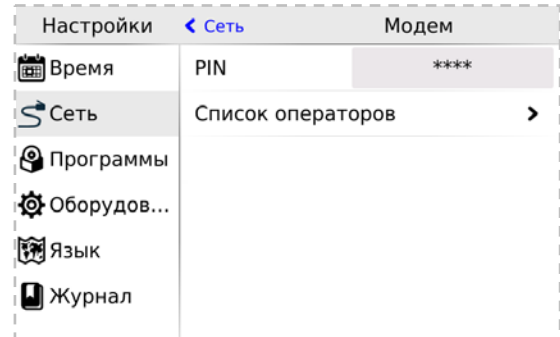 Настройки
Сеть
Модем
Время
Сеть
Программы
Оборудов...
Язык
Журнал
PIN
****
Список операторов